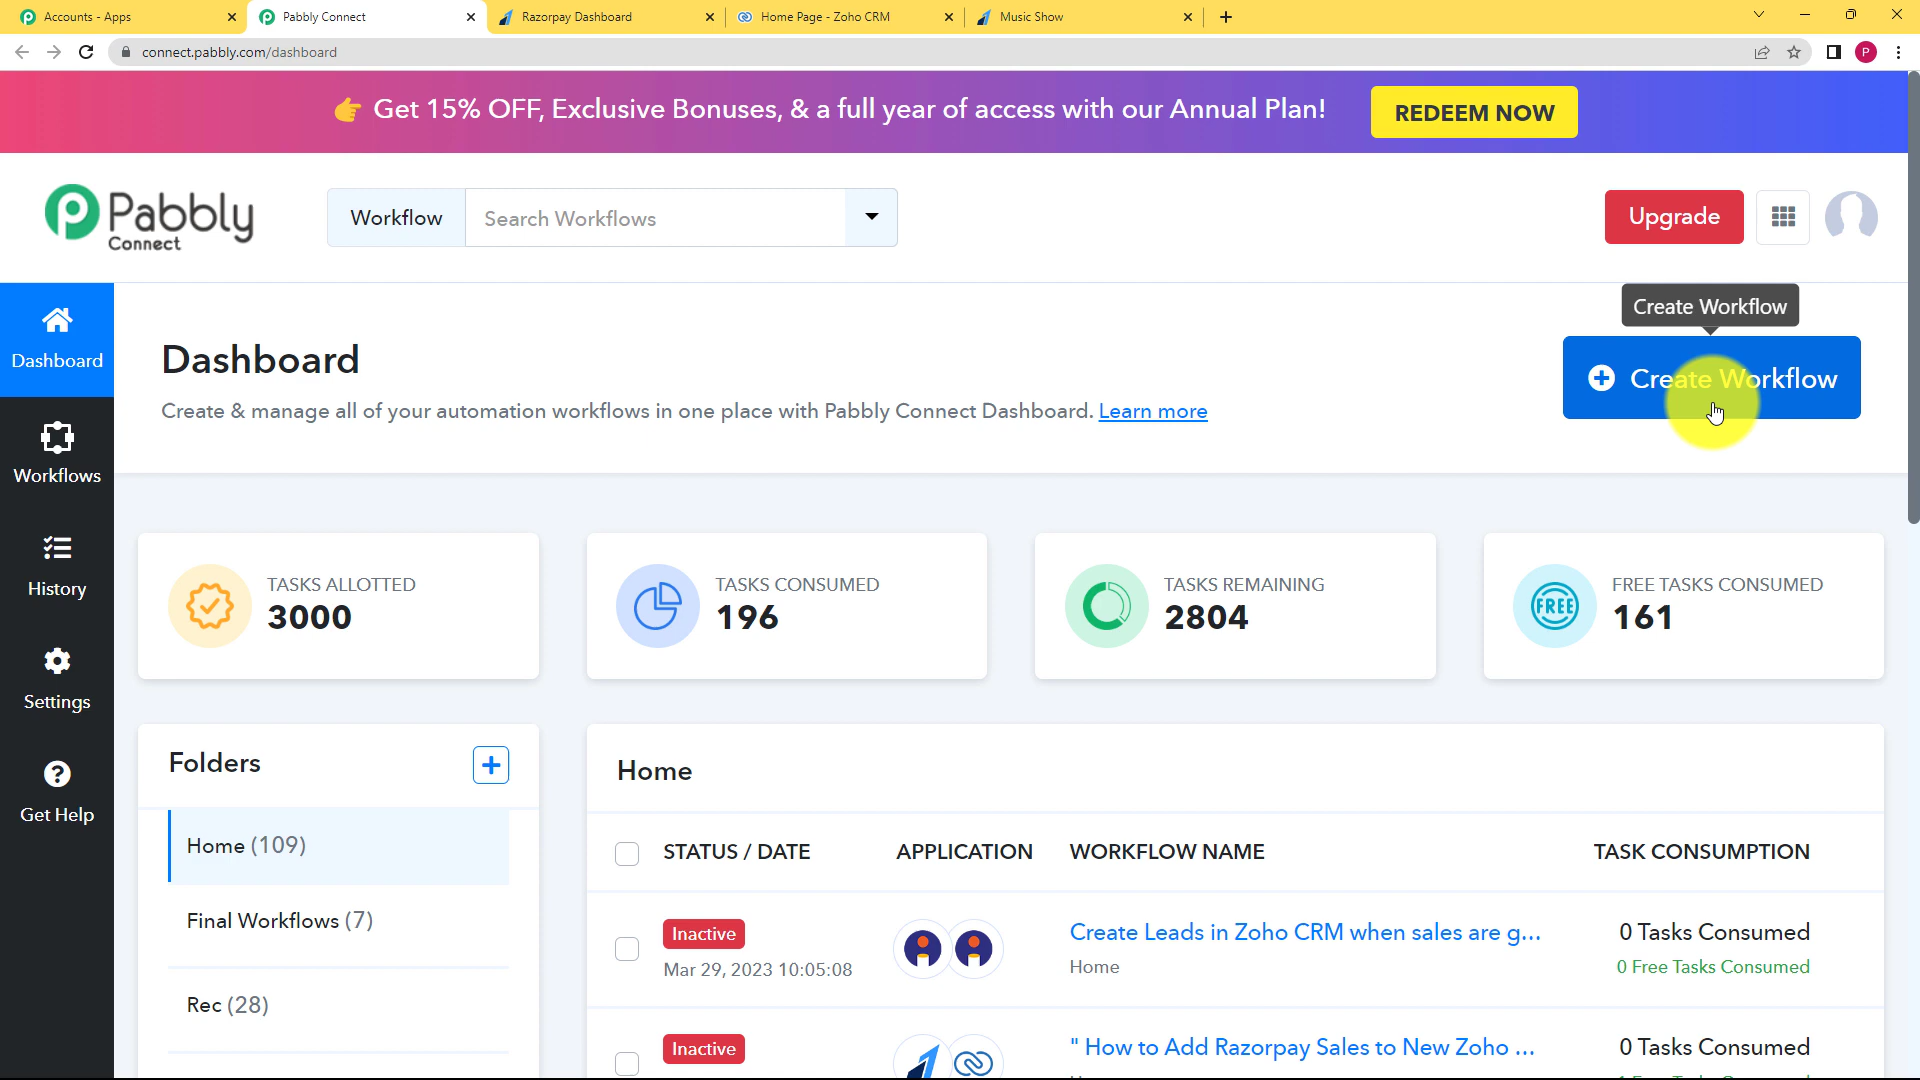 Accounts - Apps
Pabbly Connect
Razorpay Dashboard
Home Page - Zoho CRM
Music Show
connect.pabbly.com/dashboard
P
Get 15% OFF, Exclusive Bonuses, & a full year of access with our Annual Plan!
REDEEM NOW
Pabbly
Connect
Workflow
Search Workflows
Upgrade
Create Workflow
Dashboard
Dashboard
Create Workflow
Create & manage all of your automation workflows in one place with Pabbly Connect Dashboard. Learn more
Workflows
History
Settings
Get Help
TASKS ALLOTTED
3000
TASKS CONSUMED
196
TASKS REMAINING
2804
FREE
FREE TASKS CONSUMED
161
Folders
Home (109)
Final Workflows (7)
Rec (28)
Home
STATUS / DATE
APPLICATION
WORKFLOW NAME
TASK CONSUMPTION
Inactive
Mar 29, 2023 10:05:08
Create Leads in Zoho CRM when sales are g...
Home
0 Tasks Consumed
0 Free Tasks Consumed
Inactive
" How to Add Razorpay Sales to New Zoho ...
0 Tasks Consumed